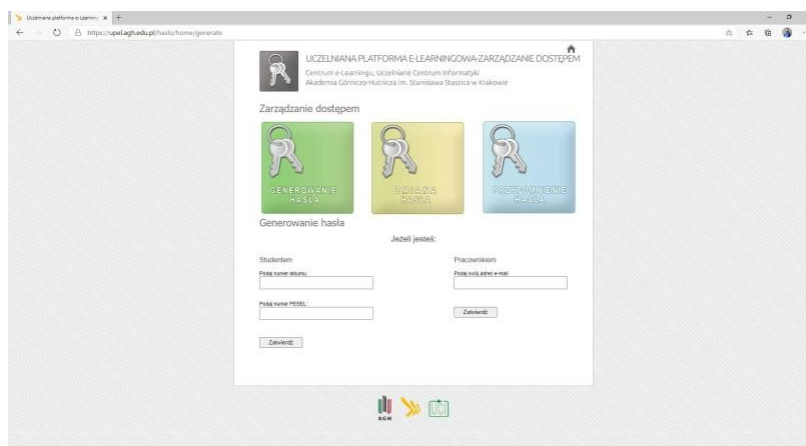 Uczelniana platforma e-Learning
https://upel.agh.edu.pl/haslo/home/generate
UCZELNIANA PLATFORMA E-LEARNINGOWA-ZARZĄDZANIE DOSTĘPEM
Centrum e-Learningu, Uczelniane Centrum Informatyki
Akademia Górniczo-Hutnicza im. Stanisława Staszica w Krakowie
Zarządzanie dostępem
GENEROWANIE
HASŁA
ZMIANA
HASŁA
PRZYPOMNIENIE
HASŁA
Generowanie hasła
Jeżeli jesteś:
Studentem
Pracownikiem
Podaj numer albumu:
Podaj swój adres e-mail:
Podaj numer PESEL:
Zatwierdź
Zatwierdź
AGH
UCI